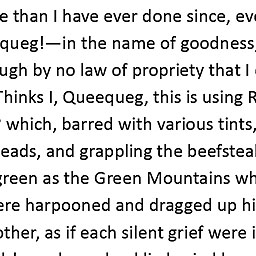 e than I have ever done since, eve
queg!—in the name of goodness,
ugh by no law of propriety that I
Thinks I, Queequeg, this is using R
which, barred with various tints,
eads, and grappling the beefsteak
green as the Green Mountains wh
ere harpooned and dragged up hi
other, as if each silent grief were i